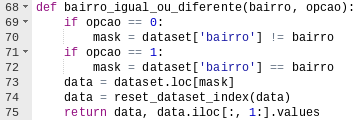 68 def bairro_igual_ou_diferente(bairro, opcao):
69     if opcao == 0:
70         mask = dataset['bairro'] != bairro
71     if opcao == 1:
72         mask = dataset['bairro'] == bairro
73     data = dataset.loc[mask]
74     data = reset_dataset_index(data)
75     return data, data.iloc[:, 1:].values